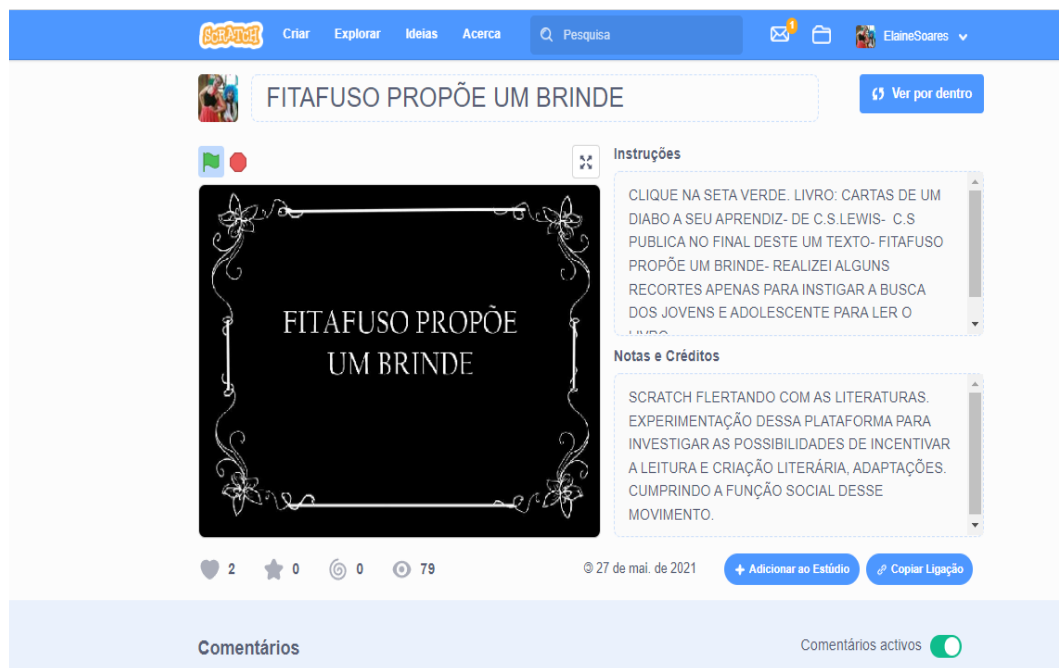 SCRATCH Criar Explorar Ideias Acerca Pesquisa 1 ElaineSoares
FITAFUSO PROPÕE UM BRINDE
Ver por dentro
FITAFUSO PROPÕE
UM BRINDE
Instruções
CLIQUE NA SETA VERDE. LIVRO: CARTAS DE UM
DIABO A SEU APRENDIZ- DE C.S.LEWIS- C.S
PUBLICA NO FINAL DESTE UM TEXTO- FITAFUSO
PROPÕE UM BRINDE- REALIZEI ALGUNS
RECORTES APENAS PARA INSTIGAR A BUSCA
DOS JOVENS E ADOLESCENTE PARA LER O
Notas e Créditos
SCRATCH FLERTANDO COM AS LITERATURAS.
EXPERIMENTAÇÃO DESSA PLATAFORMA PARA
INVESTIGAR AS POSSIBILIDADES DE INCENTIVAR
A LEITURA E CRIAÇÃO LITERÁRIA, ADAPTAÇÕES.
CUMPRINDO A FUNÇÃO SOCIAL DESSE
MOVIMENTO.
2 0 0 79
© 27 de mai. de 2021
Adicionar ao Estúdio
Copiar Ligação
Comentários
Comentários activos